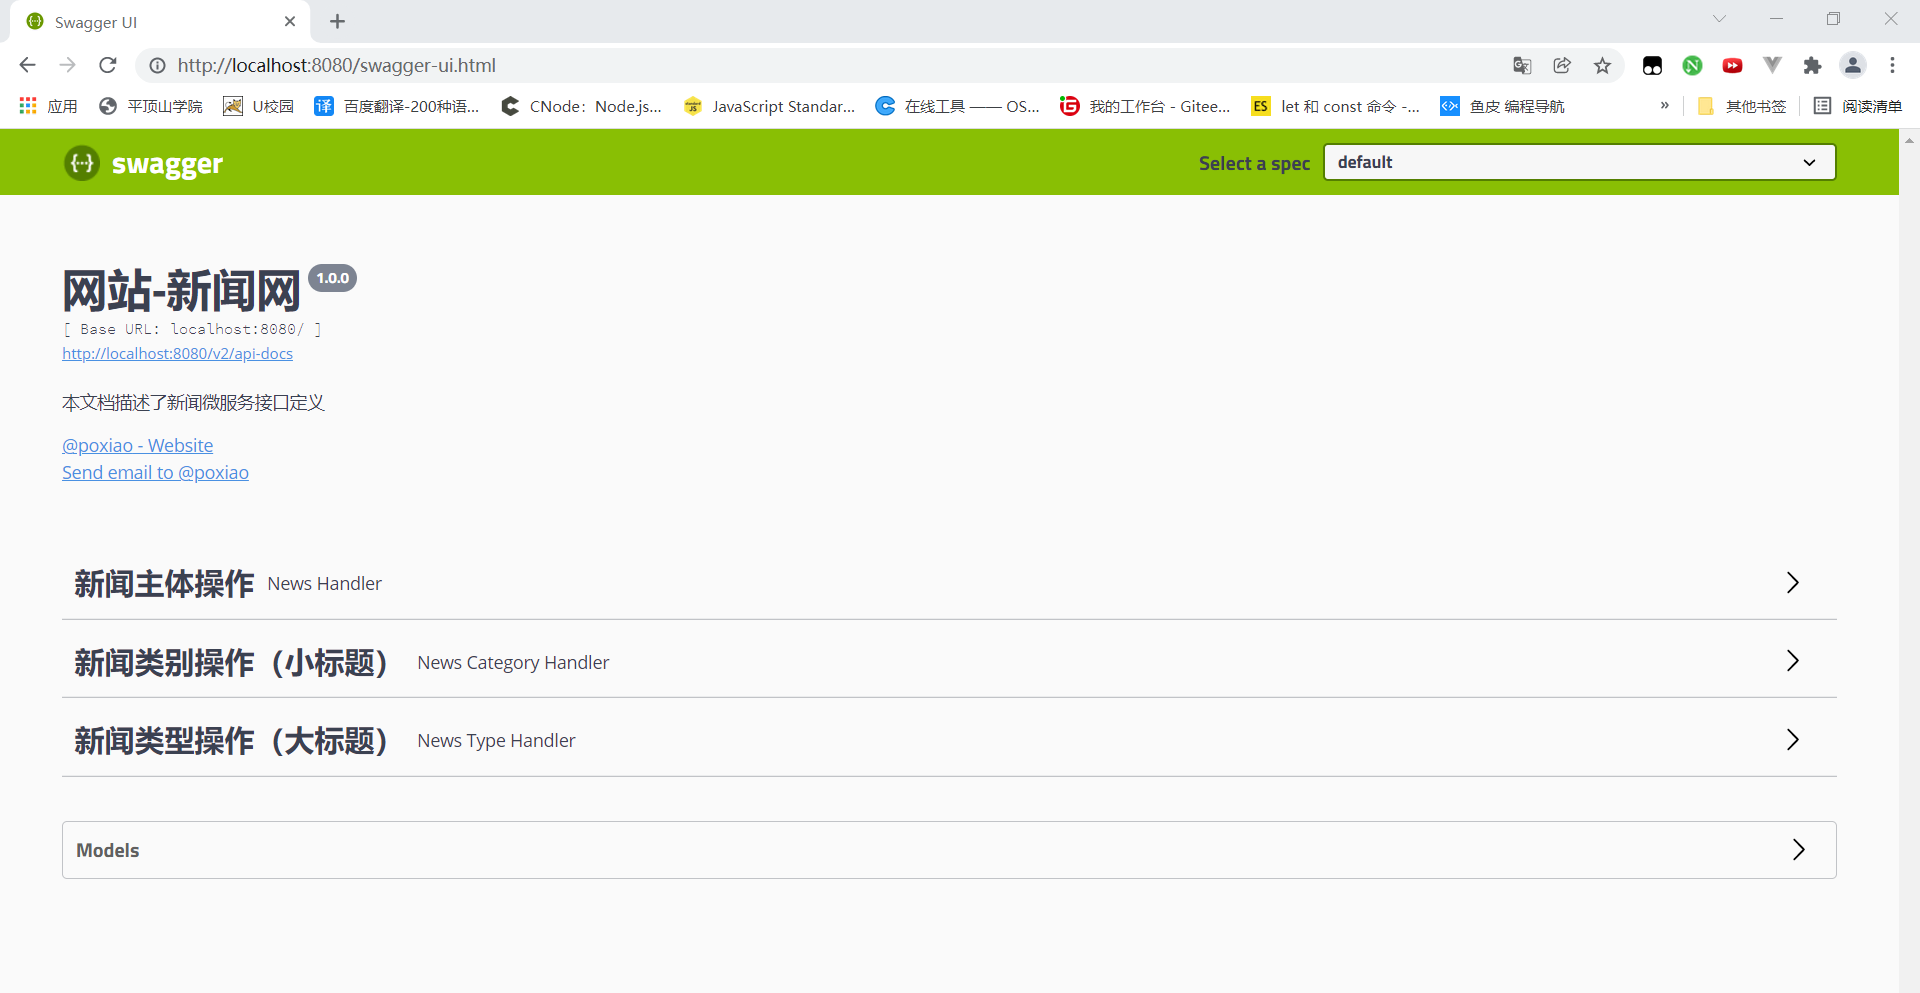 Swagger UI
http://localhost:8080/swagger-ui.html
应用 平顶山学院 U校园 百度翻译-200种语... CNode：Node.js... JavaScript Standar... 在线工具 —— OS... 我的工作台 - Gitee... let 和 const 命令 -... 鱼皮 编程导航 » 其他书签 阅读清单
swagger Select a spec default
网站-新闻网 1.0.0
[ Base URL: localhost:8080/ ]
http://localhost:8080/v2/api-docs
本文档描述了新闻微服务接口定义
@poxiao - Website
Send email to @poxiao
新闻主体操作 News Handler
新闻类别操作（小标题） News Category Handler
新闻类型操作（大标题） News Type Handler
Models